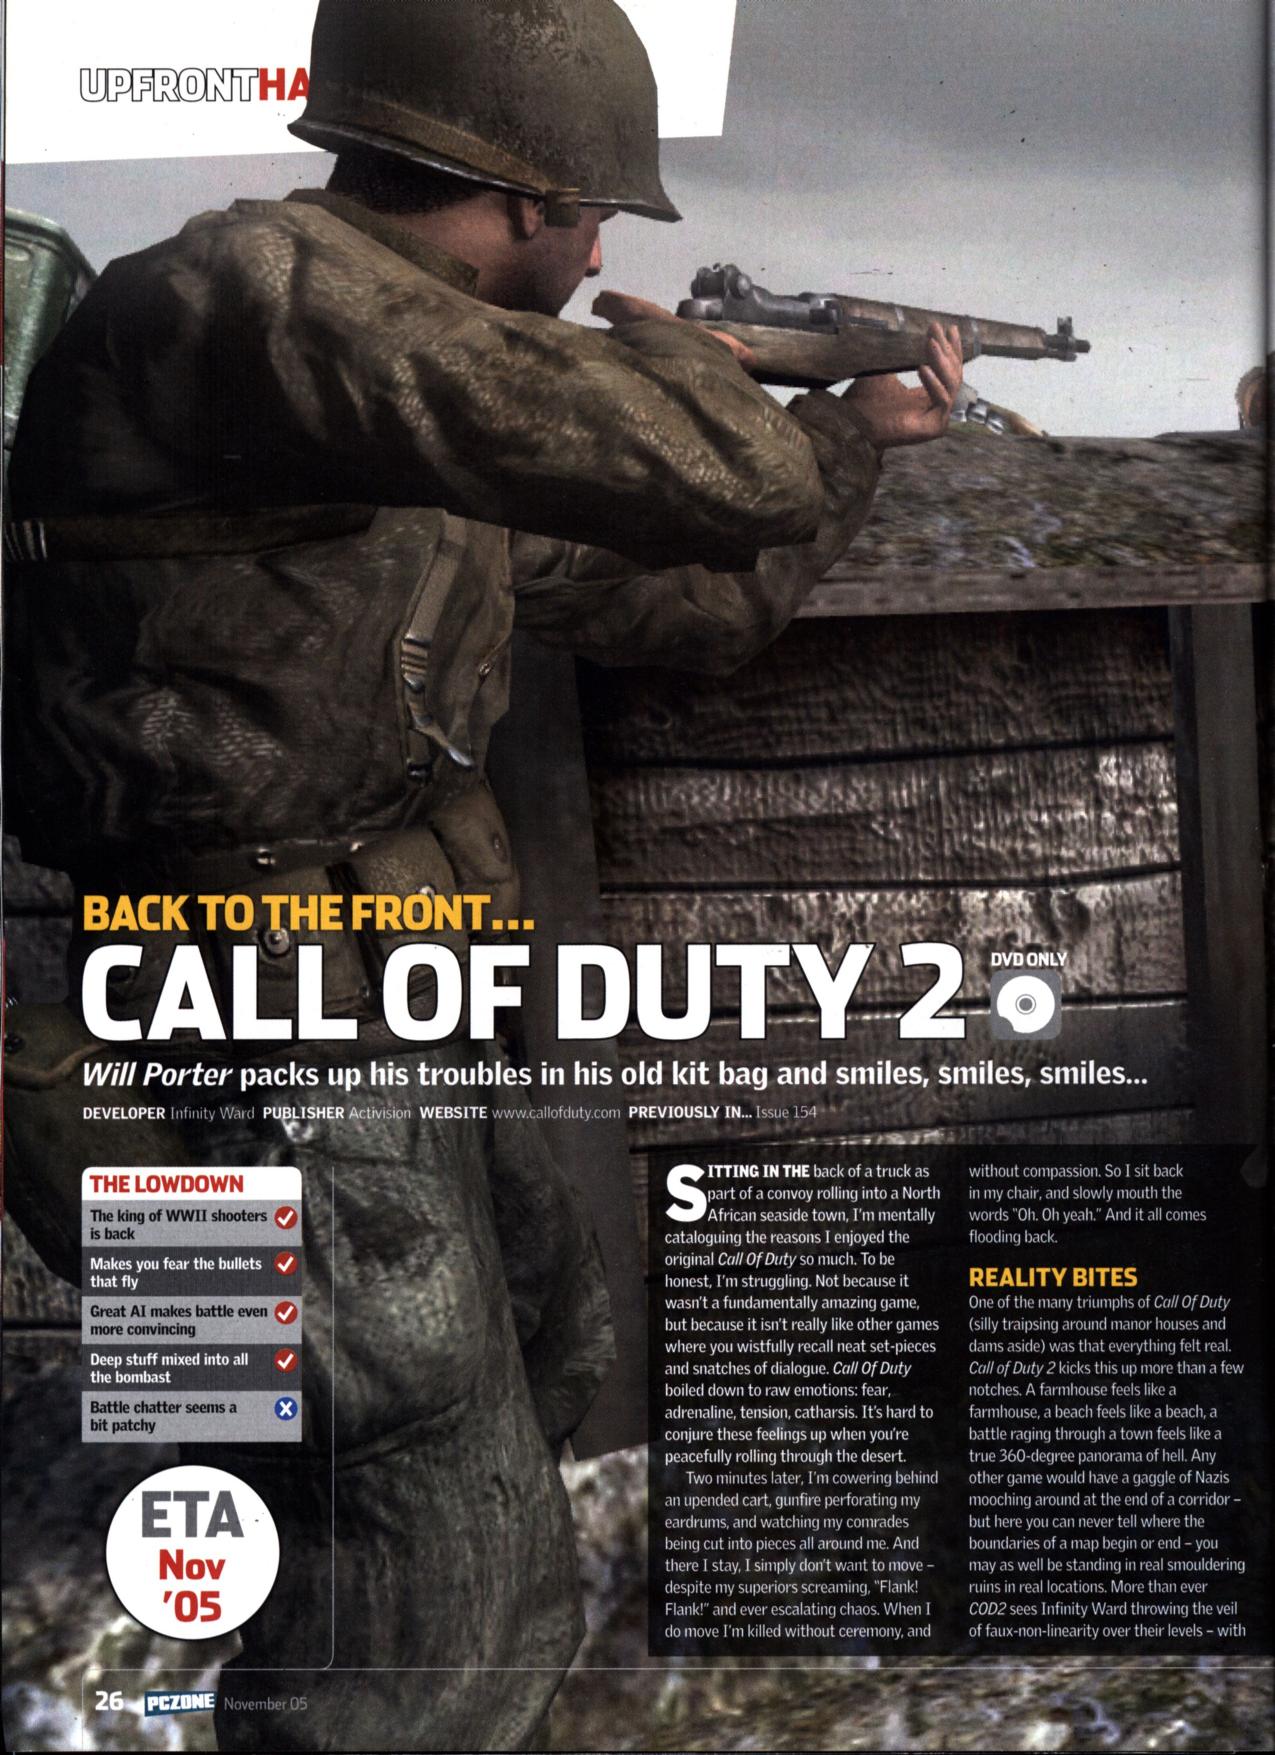 UPFRONTHA
BACK TO THE FRONT...
CALL OF DUTY 2
DVD ONLY
Will Porter packs up his troubles in his old kit bag and smiles, smiles, smiles...
DEVELOPER Infinity Ward PUBLISHER Activision WEBSITE www.callofduty.com PREVIOUSLY IN... Issue 154
THE LOWDOWN
The king of WWII shooters
is back
Makes you fear the bullets
that fly
Great AI makes battle even
more convincing
Deep stuff mixed into all
the bombast
Battle chatter seems a
bit patchy
ETA
Nov
'05
SITTING IN THE back of a truck as
part of a convoy rolling into a North
African seaside town, I'm mentally
cataloguing the reasons I enjoyed the
original Call Of Duty so much. To be
honest, I'm struggling. Not because it
wasn't a fundamentally amazing game,
but because it isn't really like other games
where you wistfully recall neat set-pieces
and snatches of dialogue. Call Of Duty
boiled down to raw emotions: fear,
adrenaline, tension, catharsis. It's hard to
conjure these feelings up when you're
peacefully rolling through the desert.
Two minutes later, I'm cowering behind
an upended cart, gunfire perforating my
eardrums, and watching my comrades
being cut into pieces all around me. And
there I stay, I simply don't want to move –
despite my superiors screaming, "Flank!
Flank!" and ever escalating chaos. When I
do move I'm killed without ceremony, and
without compassion. So I sit back
in my chair, and slowly mouth the
words "Oh. Oh yeah." And it all comes
flooding back.
REALITY BITES
One of the many triumphs of Call Of Duty
(silly traipsing around manor houses and
dams aside) was that everything felt real.
Call of Duty 2 kicks this up more than a few
notches. A farmhouse feels like a
farmhouse, a beach feels like a beach, a
battle raging through a town feels like a
true 360-degree panorama of hell. Any
other game would have a gaggle of Nazis
mooching around at the end of a corridor –
but here you can never tell where the
boundaries of a map begin or end – you
may as well be standing in real smouldering
ruins in real locations. More than ever
COD2 sees Infinity Ward throwing the veil
of faux-non-linearity over their levels – with
26 PCZONE November 05